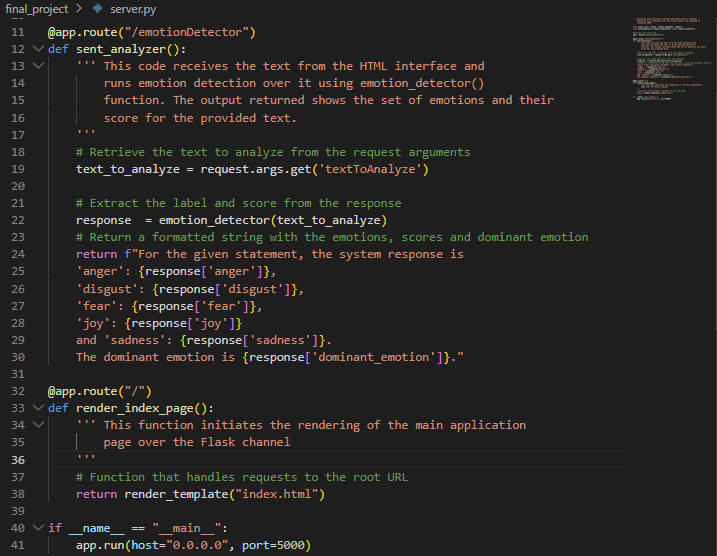 final_project > server.py
11 @app.route("/emotionDetector")
12 def sent_analyzer():
13     ''' This code receives the text from the HTML interface and
14         runs emotion detection over it using emotion_detector()
15         function. The output returned shows the set of emotions and their
16         score for the provided text.
17     '''
18     # Retrieve the text to analyze from the request arguments
19     text_to_analyze = request.args.get('textToAnalyze')
20
21     # Extract the label and score from the response
22     response  = emotion_detector(text_to_analyze)
23     # Return a formatted string with the emotions, scores and dominant emotion
24     return f"For the given statement, the system response is
25     'anger': {response['anger']},
26     'disgust': {response['disgust']},
27     'fear': {response['fear']},
28     'joy': {response['joy']}
29     and 'sadness': {response['sadness']}.
30     The dominant emotion is {response['dominant_emotion']}."
31
32 @app.route("/")
33 def render_index_page():
34     ''' This function initiates the rendering of the main application
35         page over the Flask channel
36     '''
37     # Function that handles requests to the root URL
38     return render_template("index.html")
39
40 if __name__ == "__main__":
41     app.run(host="0.0.0.0", port=5000)